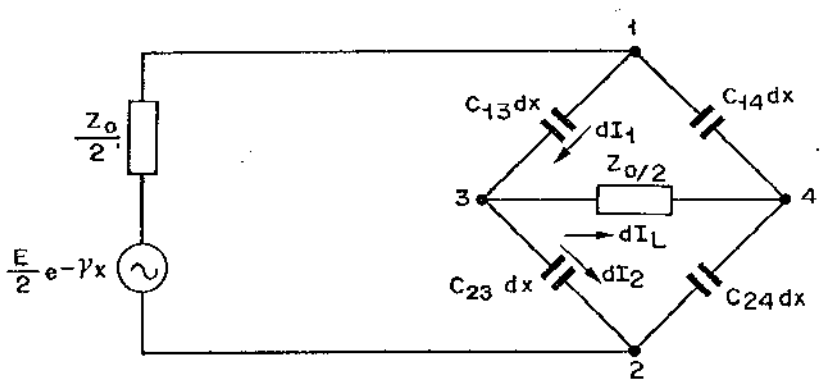 1
C13dx
C14dx
Z0
2
dI1
Z0/2
3
4
dIL
E/2 e-γx
C23 dx
dI2
C24dx
2